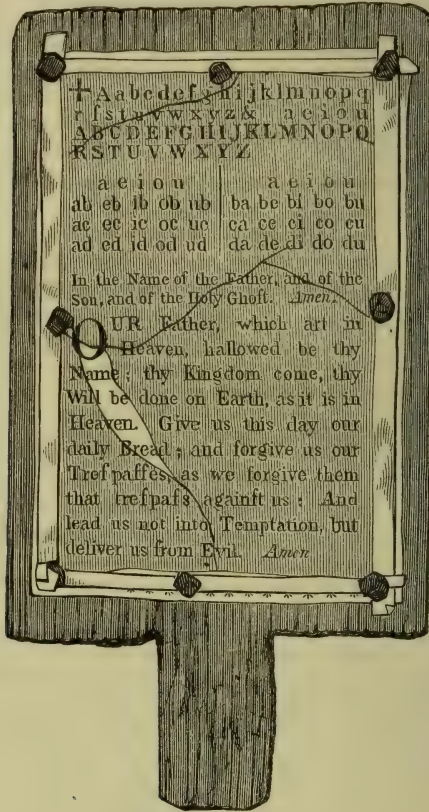 + Aabcdefghijklmnopq
rſstuvwxyz& aeiou
ABCDEFGHIJKLMNOPQ
RSTUVWXYZ
a e i o u a e i o u
ab eb ib ob ub ba be bi bo bu
ac ec ic oc uc ca ce ci co cu
ad ed id od ud da de di do du
In the Name of the Father, and of the
Son, and of the Holy Ghoſt. Amen.
OUR Father, which art in
Heaven, hallowed be thy
Name; thy Kingdom come, thy
Will be done on Earth, as it is in
Heaven. Give us this day our
daily Bread; and forgive us our
Treſpaſſes, as we forgive them
that treſpaſs againſt us: And
lead us not into Temptation, but
deliver us from Evil. Amen